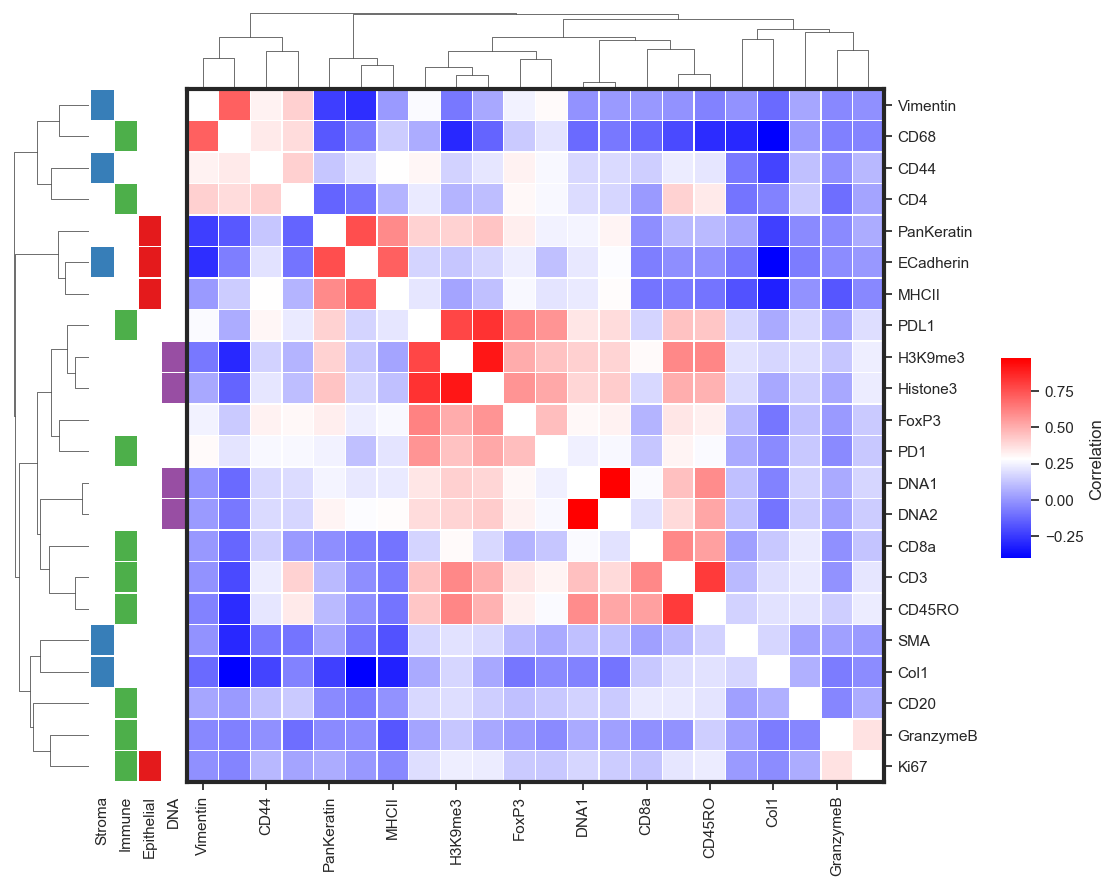 Vimentin
CD68
CD44
CD4
PanKeratin
ECadherin
MHCII
PDL1
H3K9me3
Histone3
FoxP3
PD1
DNA1
DNA2
CD8a
CD3
CD45RO
SMA
Col1
CD20
GranzymeB
Ki67
0.75
0.50
0.25
0.00
−0.25
Correlation
Stroma
Immune
Epithelial
DNA
Vimentin
CD44
PanKeratin
MHCII
H3K9me3
FoxP3
DNA1
CD8a
CD45RO
Col1
GranzymeB